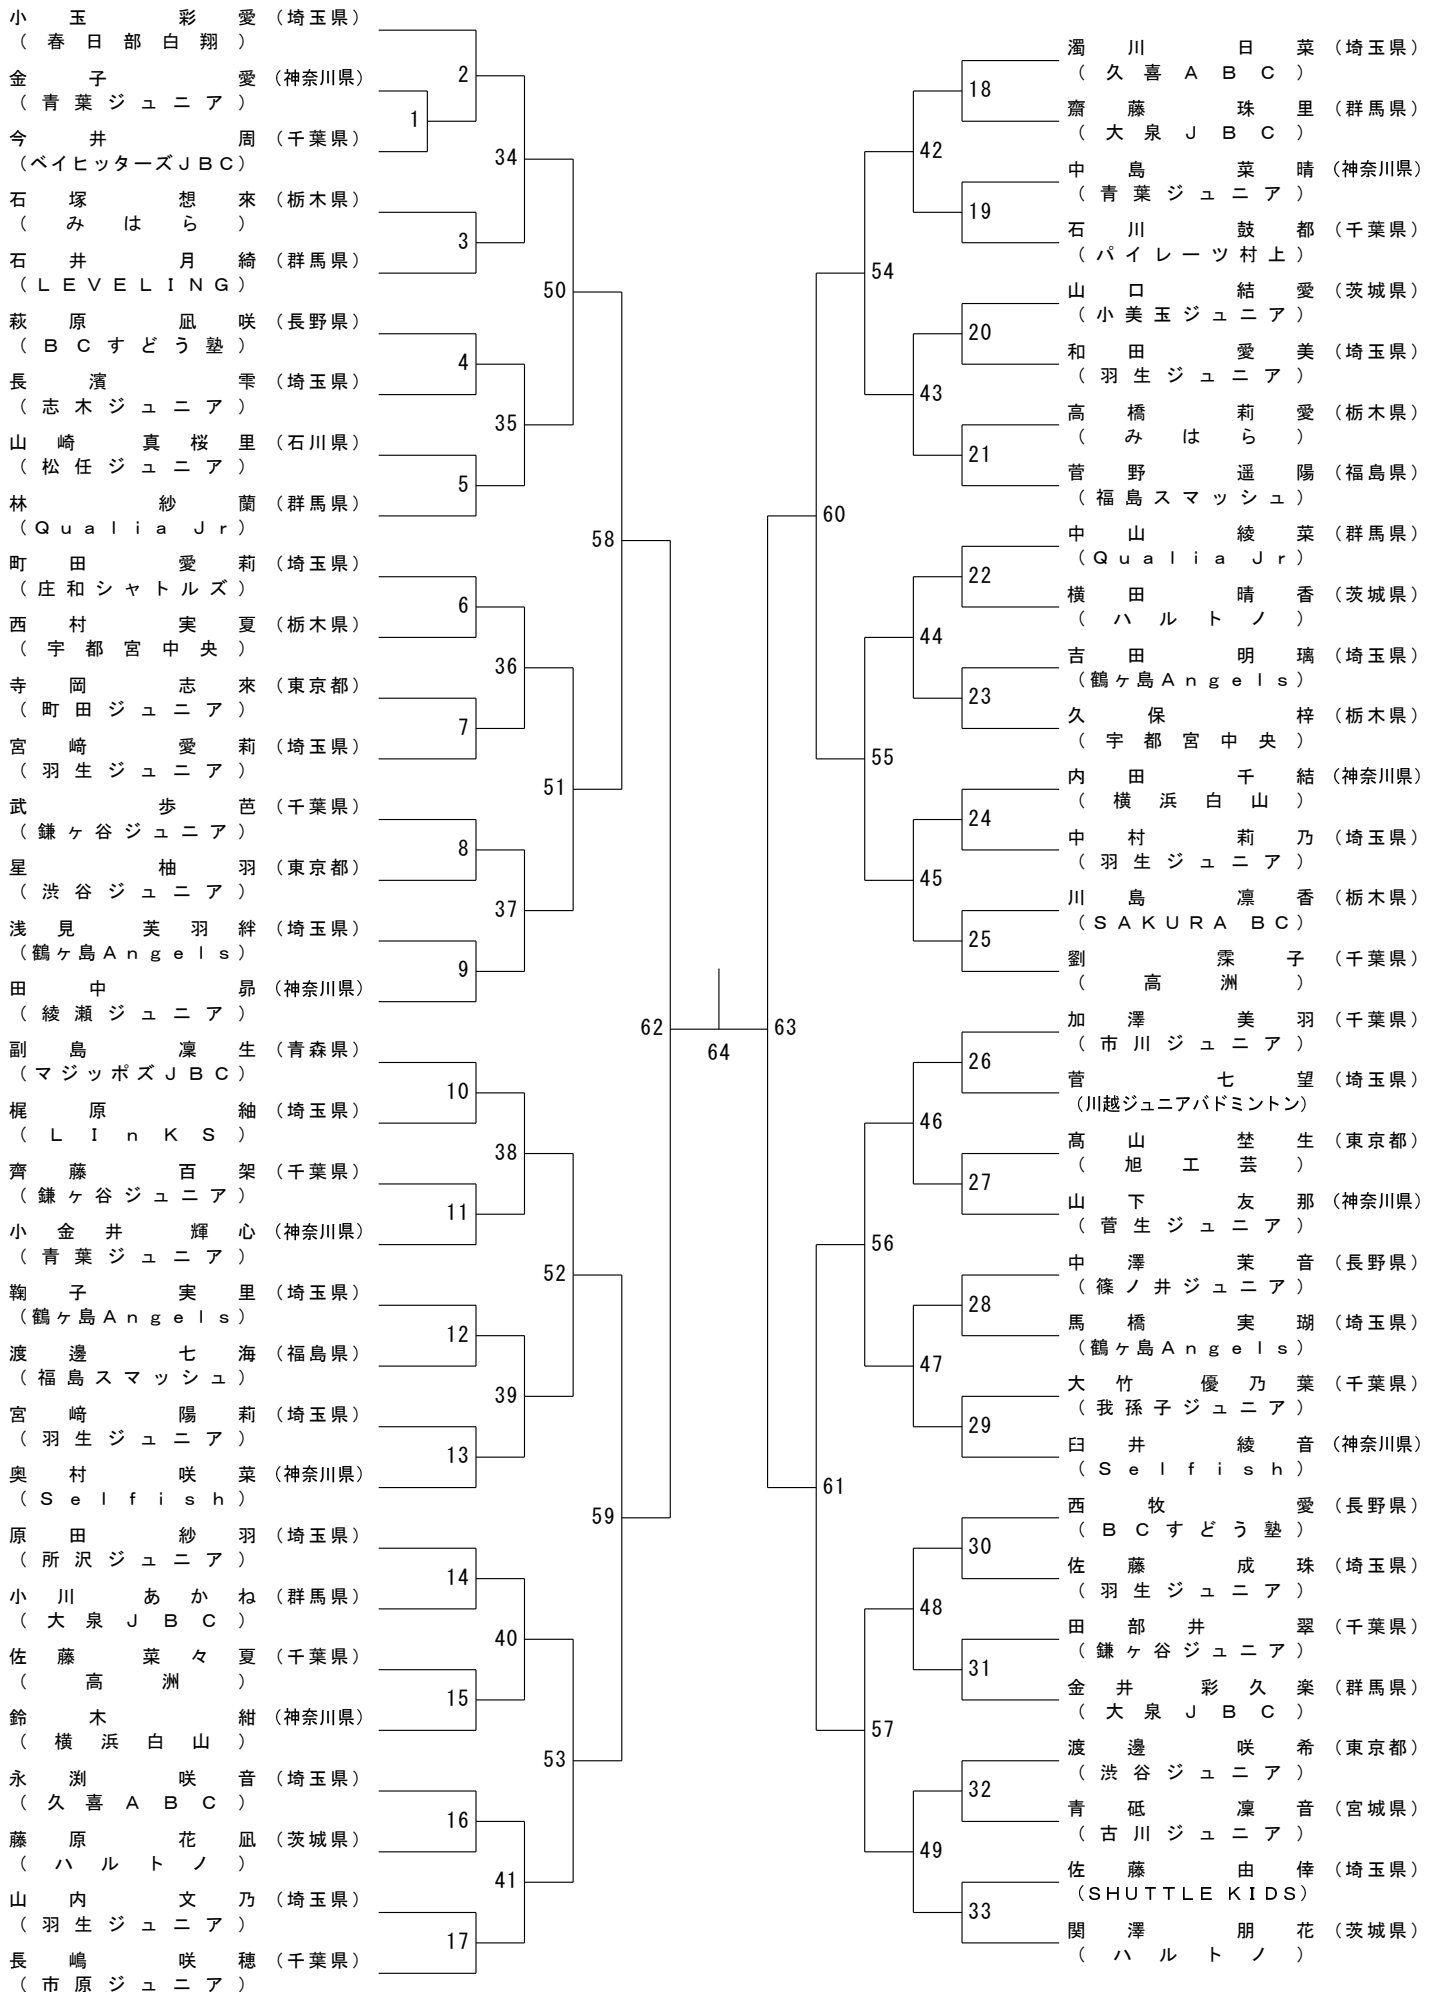 小玉 彩愛 (埼玉県)
(春日部白翔)
金子 愛 (神奈川県)
(青葉ジュニア)
今井 周 (千葉県)
(ベイヒッターズJBC)
石塚 想來 (栃木県)
(みはら)
石井 月綺 (群馬県)
(LEVELING)
萩原 凪咲 (長野県)
(BCすどう塾)
長濱 雫 (埼玉県)
(志木ジュニア)
山崎 真桜里 (石川県)
(松任ジュニア)
林 紗蘭 (群馬県)
(Qualia Jr)
町田 愛莉 (埼玉県)
(庄和シャトルズ)
西村 実夏 (栃木県)
(宇都宮中央)
寺岡 志來 (東京都)
(町田ジュニア)
宮﨑 愛莉 (埼玉県)
(羽生ジュニア)
武 歩芭 (千葉県)
(鎌ヶ谷ジュニア)
星 柚羽 (東京都)
(渋谷ジュニア)
浅見 芙羽絆 (埼玉県)
(鶴ヶ島Angels)
田中 昴 (神奈川県)
(綾瀬ジュニア)
副島 凜生 (青森県)
(マジッポズJBC)
梶原 紬 (埼玉県)
(LInKS)
齊藤 百架 (千葉県)
(鎌ヶ谷ジュニア)
小金井 輝心 (神奈川県)
(青葉ジュニア)
鞠子 実里 (埼玉県)
(鶴ヶ島Angels)
渡邊 七海 (福島県)
(福島スマッシュ)
宮﨑 陽莉 (埼玉県)
(羽生ジュニア)
奥村 咲菜 (神奈川県)
(Selfish)
原田 紗羽 (埼玉県)
(所沢ジュニア)
小川 あかね (群馬県)
(大泉JBC)
佐藤 菜々夏 (千葉県)
(高洲)
鈴木 紺 (神奈川県)
(横浜白山)
永渕 咲音 (埼玉県)
(久喜ABC)
藤原 花凪 (茨城県)
(ハルトノ)
山内 文乃 (埼玉県)
(羽生ジュニア)
長嶋 咲穂 (千葉県)
(市原ジュニア)
1
2
3
4
5
6
7
8
9
10
11
12
13
14
15
16
17
34
35
36
37
38
39
40
41
50
51
52
53
58
59
62
64
63
60
61
54
55
56
57
42
43
44
45
46
47
48
49
18
19
20
21
22
23
24
25
26
27
28
29
30
31
32
33
濁川 日菜 (埼玉県)
(久喜ABC)
齋藤 珠里 (群馬県)
(大泉JBC)
中島 菜晴 (神奈川県)
(青葉ジュニア)
石川 鼓都 (千葉県)
(パイレーツ村上)
山口 結愛 (茨城県)
(小美玉ジュニア)
和田 愛美 (埼玉県)
(羽生ジュニア)
高橋 莉愛 (栃木県)
(みはら)
菅野 遥陽 (福島県)
(福島スマッシュ)
中山 綾菜 (群馬県)
(Qualia Jr)
横田 晴香 (茨城県)
(ハルトノ)
吉田 明璃 (埼玉県)
(鶴ヶ島Angels)
久保 梓 (栃木県)
(宇都宮中央)
内田 千結 (神奈川県)
(横浜白山)
中村 莉乃 (埼玉県)
(羽生ジュニア)
川島 凛香 (栃木県)
(SAKURA BC)
劉 霂子 (千葉県)
(高洲)
加澤 美羽 (千葉県)
(市川ジュニア)
菅 七望 (埼玉県)
(川越ジュニアバドミントン)
髙山 埜生 (東京都)
(旭工芸)
山下 友那 (神奈川県)
(菅生ジュニア)
中澤 茉音 (長野県)
(篠ノ井ジュニア)
馬橋 実瑚 (埼玉県)
(鶴ヶ島Angels)
大竹 優乃葉 (千葉県)
(我孫子ジュニア)
臼井 綾音 (神奈川県)
(Selfish)
西牧 愛 (長野県)
(BCすどう塾)
佐藤 成珠 (埼玉県)
(羽生ジュニア)
田部井 翠 (千葉県)
(鎌ヶ谷ジュニア)
金井 彩久楽 (群馬県)
(大泉JBC)
渡邊 咲希 (東京都)
(渋谷ジュニア)
青砥 凜音 (宮城県)
(古川ジュニア)
佐藤 由倖 (埼玉県)
(SHUTTLE KIDS)
関澤 朋花 (茨城県)
(ハルトノ)